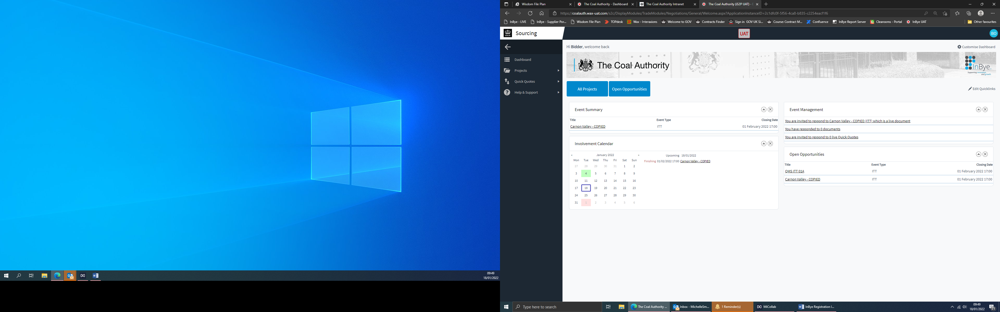 09:49
18/01/2022
Wisdom File Plan
The Coal Authority - Dashboard
The Coal Authority Intranet
The Coal Authority (iS2P UAT) -
https://coalauth.wax-uat.com/s2c/DisplayModules/TradeModules/Negotiations/General/Welcome.aspx?ApplicationInstanceID=2c1dfc0f-5f56-4ca8-b835-c2254eacf1f6
InBye - LIVE
InBye - Supplier Por...
Wisdom File Plan
TOPdesk
Wax - Interaxions
Welcome to GOV
Contracts Finder
Sign in GOV UK Si...
Course: Contract M...
Confluence
InBye Report Server
Clearooms - Portal
InBye UAT
Other favourites
GOV.UK
Sourcing
UAT
BO
Dashboard
Projects
Quick Quotes
Help & Support
Hi Bidder, welcome back
Customise Dashboard
The Coal Authority
InBye.
Supporting innovation
and growth.
All Projects
Open Opportunities
Edit Quicklinks
Event Summary
Title Event Type Closing Date
Carnon Valley - COPIED ITT 01 February 2022 17:00
Involvement Calendar
« January 2022 »
Mon Tue Wed Thu Fri Sat Sun
27 28 29 30 31 1 2
3 4 5 6 7 8 9
10 11 12 13 14 15 16
17 18 19 20 21 22 23
24 25 26 27 28 29 30
31 1 2 3 4 5 6
Upcoming 18/01/2022
Finishing 01/02/2022 17:00 Carnon Valley - COPIED
Event Management
You are invited to respond to Carnon Valley - COPIED (ITT) which is a live document
You have responded to 0 documents
You are invited to respond to 0 live Quick Quotes
Open Opportunities
Title Event Type Closing Date
QMS ITT 01A ITT 01 February 2022 17:00
Carnon Valley - COPIED ITT 01 February 2022 17:00
Type here to search
The Coal Authority ...
Inbox - MichelleSm...
1 Reminder(s)
MiCollab
InBye Registration I...
09:49
18/01/2022
25